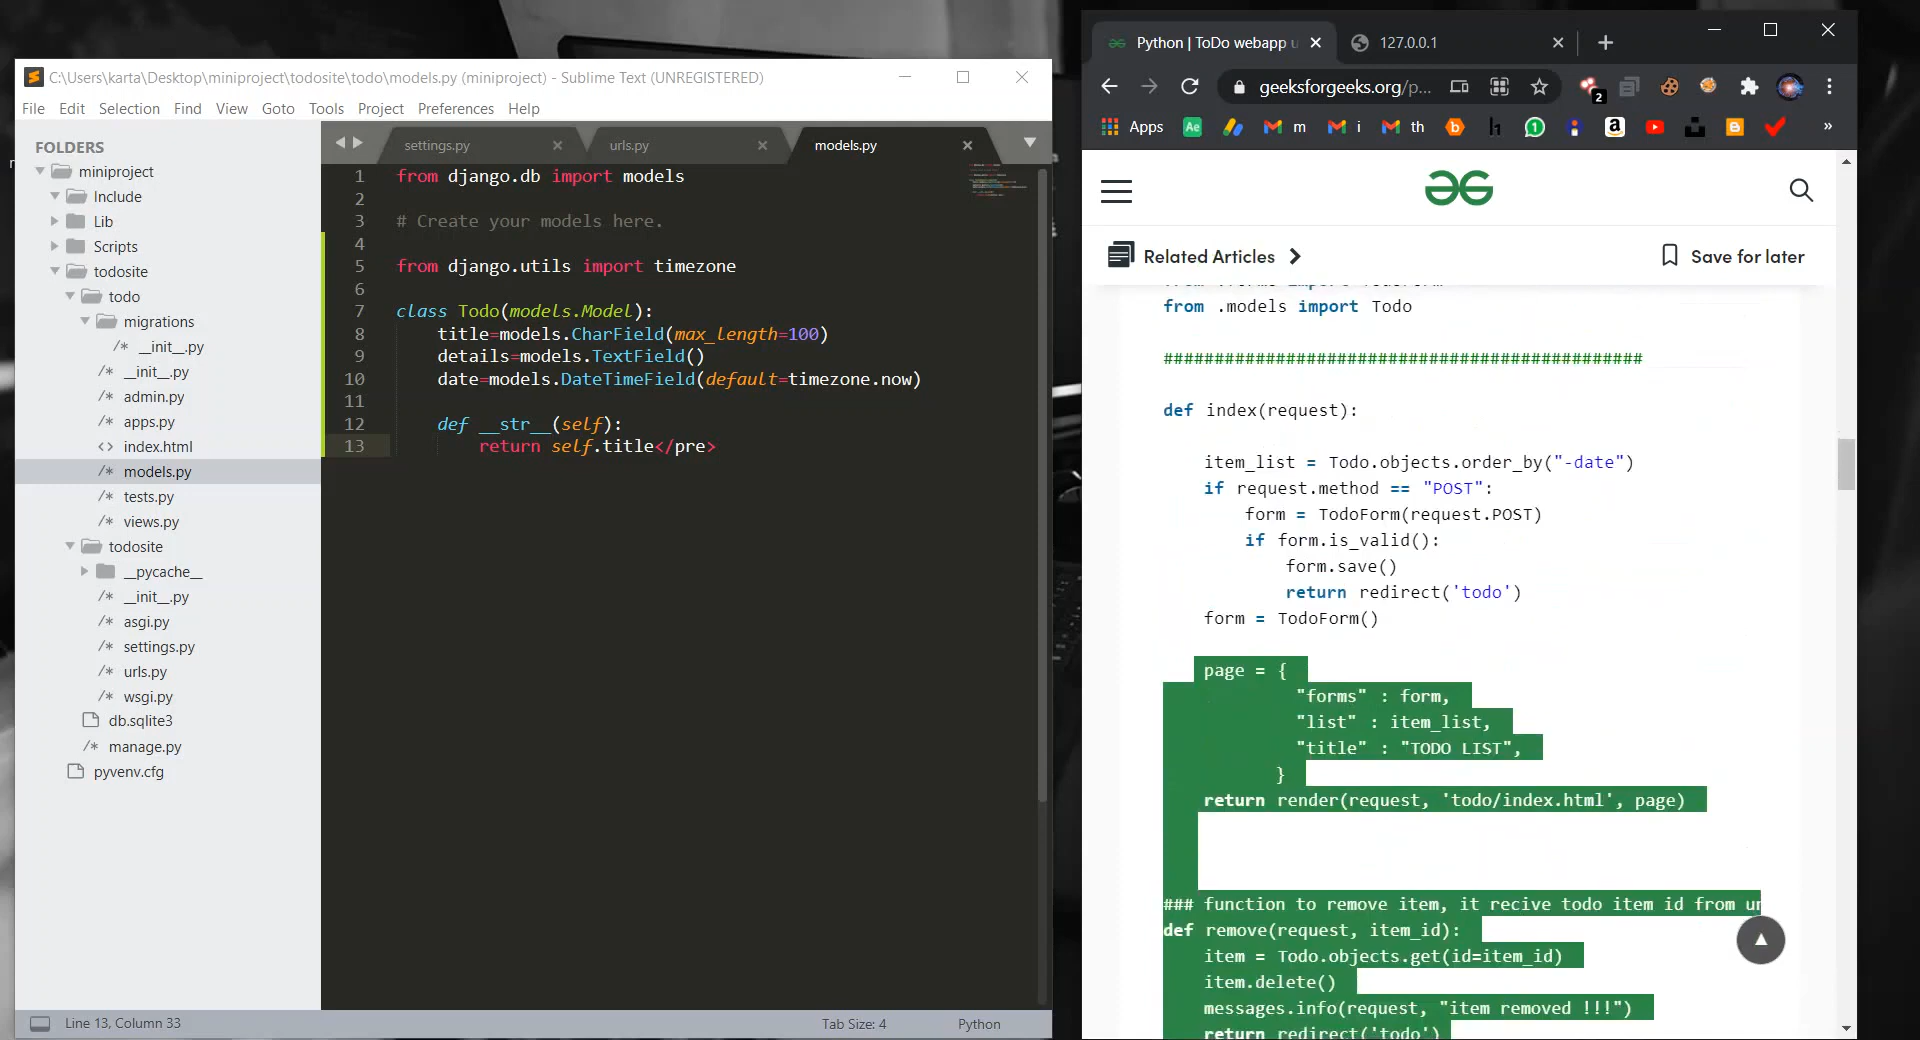 C:\Users\karta\Desktop\miniproject\todosite\todo\models.py (miniproject) - Sublime Text (UNREGISTERED)
File Edit Selection Find View Goto Tools Project Preferences Help
FOLDERS
miniproject
Include
Lib
Scripts
todosite
todo
migrations
/* __init__.py
/* __init__.py
/* admin.py
/* apps.py
<> index.html
/* models.py
/* tests.py
/* views.py
todosite
__pycache__
/* __init__.py
/* asgi.py
/* settings.py
/* urls.py
/* wsgi.py
db.sqlite3
/* manage.py
pyvenv.cfg
settings.py urls.py models.py
1 from django.db import models
2
3 # Create your models here.
4
5 from django.utils import timezone
6
7 class Todo(models.Model):
8 title=models.CharField(max_length=100)
9 details=models.TextField()
10 date=models.DateTimeField(default=timezone.now)
11
12 def __str__(self):
13 return self.title</pre>
Line 13, Column 33 Tab Size: 4 Python
Python | ToDo webapp u 127.0.0.1
geeksforgeeks.org/p... 2
Apps Ae m i th
Related Articles Save for later
from .models import Todo
###############################################
def index(request):
item_list = Todo.objects.order_by("-date")
if request.method == "POST":
form = TodoForm(request.POST)
if form.is_valid():
form.save()
return redirect('todo')
form = TodoForm()
page = {
"forms" : form,
"list" : item_list,
"title" : "TODO LIST",
}
return render(request, 'todo/index.html', page)
### function to remove item, it recive todo item id from ur
def remove(request, item_id):
item = Todo.objects.get(id=item_id)
item.delete()
messages.info(request, "item removed !!!")
return redirect('todo')